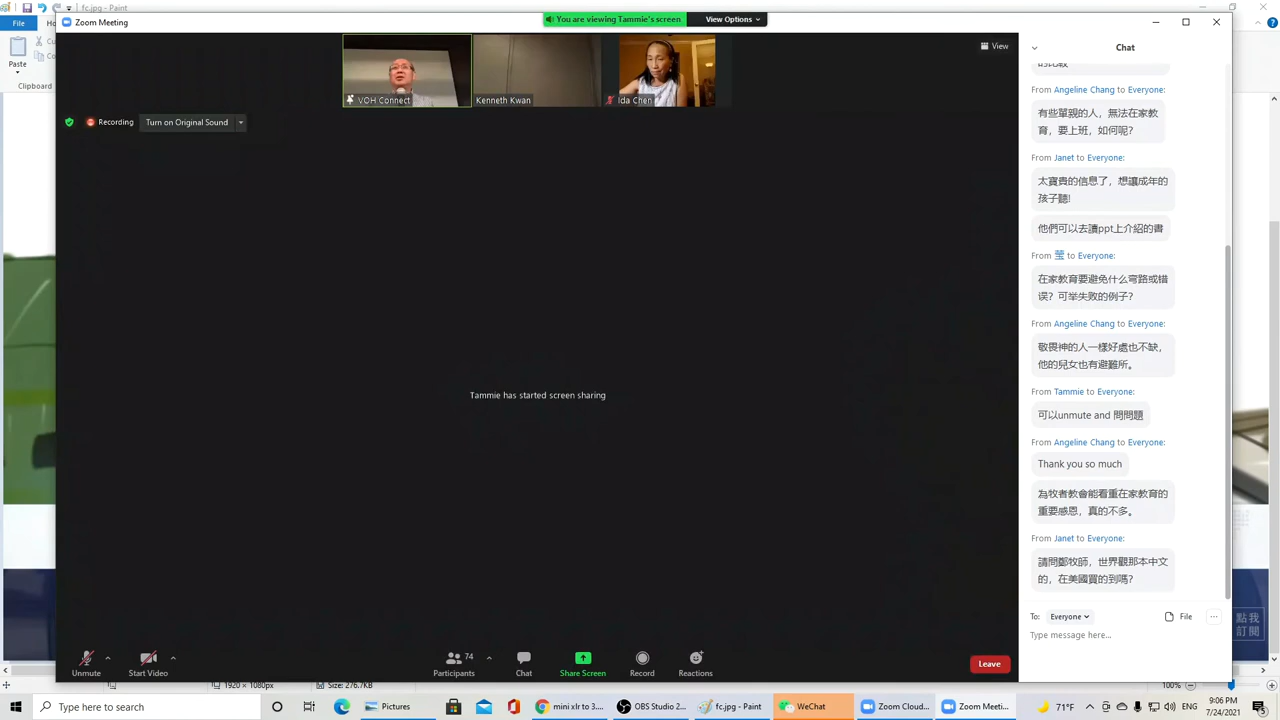 fc.jpg - Paint
File
Cu
Co
Paste
Clipboard
Zoom Meeting
You are viewing Tammie's screen
View Options
View
VOH Connect
Kenneth Kwan
Ida Chen
Recording
Turn on Original Sound
Tammie has started screen sharing
Chat
From Angeline Chang to Everyone:
有些單親的人，無法在家教
育，要上班，如何呢?
From Janet to Everyone:
太寶貴的信息了，想讓成年的
孩子聽!
他們可以去讀ppt上介紹的書
From 莹 to Everyone:
在家教育要避免什么弯路或错
误? 可举失败的例子?
From Angeline Chang to Everyone:
敬畏神的人一樣好處也不缺，
他的兒女也有避難所。
From Tammie to Everyone:
可以unmute and 問問題
From Angeline Chang to Everyone:
Thank you so much
為牧者教會能看重在家教育的
重要感恩，真的不多。
From Janet to Everyone:
請問鄭牧師，世界觀那本中文
的，在美國買的到嗎?
To: Everyone
File
Type message here...
點我
訂閱
Unmute
Start Video
74
Participants
Chat
Share Screen
Record
Reactions
Leave
1920 × 1080px
Size: 276.7KB
100%
Type here to search
Pictures
mini xlr to 3....
OBS Studio 2...
fc.jpg - Paint
WeChat
Zoom Cloud...
Zoom Meeti...
71°F
9:06 PM
7/24/2021